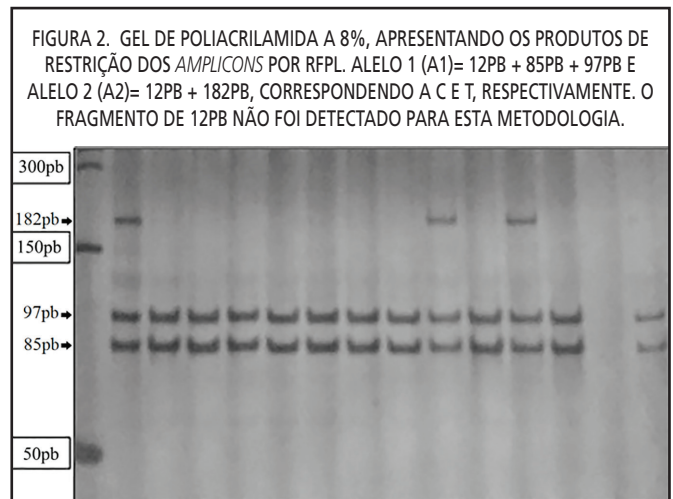 FIGURA 2. GEL DE POLIACRILAMIDA A 8%, APRESENTANDO OS PRODUTOS DE
RESTRIÇÃO DOS AMPLICONS POR RFPL. ALELO 1 (A1)= 12PB + 85PB + 97PB E
ALELO 2 (A2)= 12PB + 182PB, CORRESPONDENDO A C E T, RESPECTIVAMENTE. O
FRAGMENTO DE 12PB NÃO FOI DETECTADO PARA ESTA METODOLOGIA.
300pb
182pb
150pb
97pb
85pb
50pb